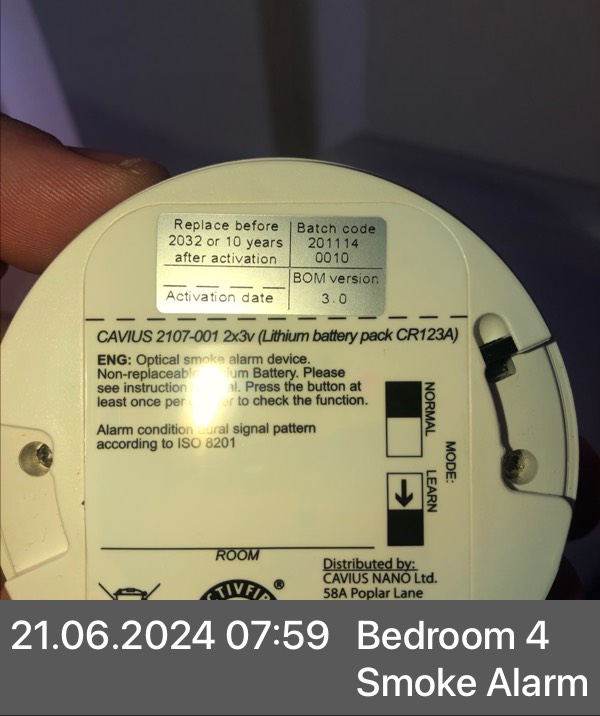 Replace before
2032 or 10 years
after activation
Activation date
Batch code
201114
0010
BOM version
3.0
CAVIUS 2107-001 2x3v (Lithium battery pack CR123A)
ENG: Optical smoke alarm device.
Non-replaceable Battery. Please
see instruction Press the button at
least once per to check the function.
Alarm condition signal pattern
according to ISO 8201
NORMAL
MODE:
LEARN
ROOM
Distributed by:
CAVIUS NANO Ltd.
58A Poplar Lane
®
21.06.2024 07:59
Bedroom 4
Smoke Alarm